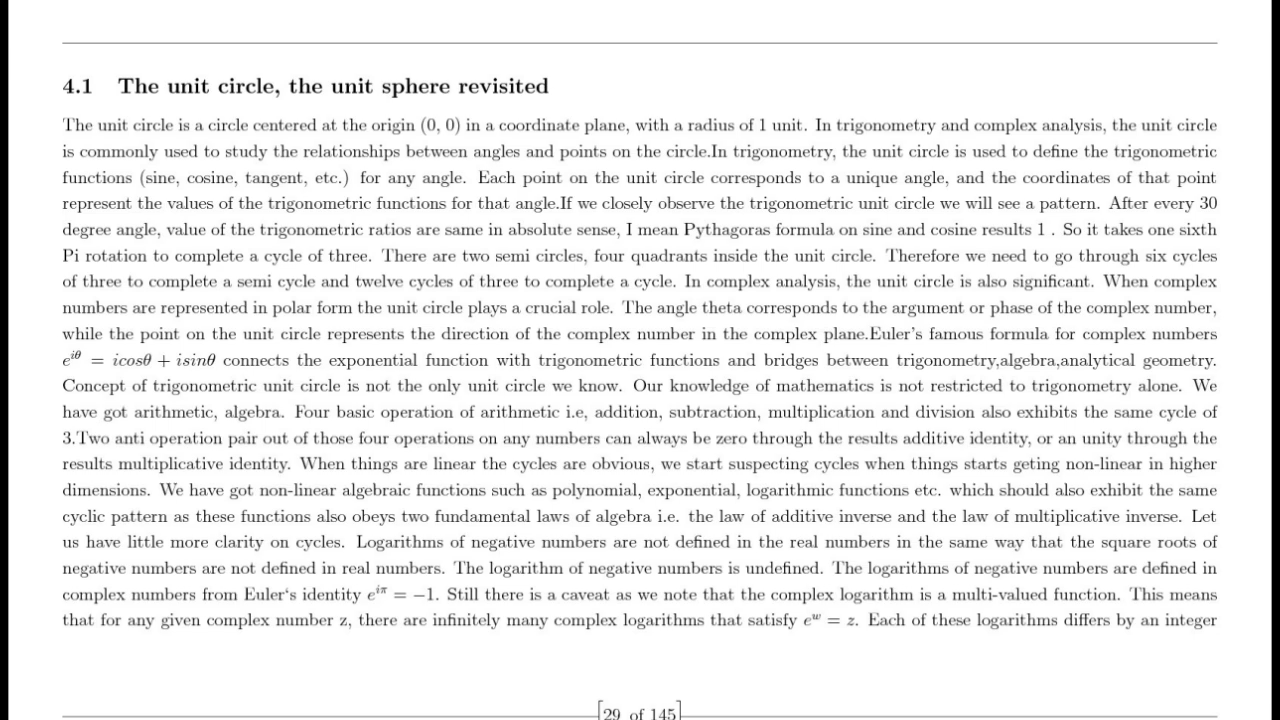 4.1 The unit circle, the unit sphere revisited
The unit circle is a circle centered at the origin (0, 0) in a coordinate plane, with a radius of 1 unit. In trigonometry and complex analysis, the unit circle
is commonly used to study the relationships between angles and points on the circle.In trigonometry, the unit circle is used to define the trigonometric
functions (sine, cosine, tangent, etc.) for any angle. Each point on the unit circle corresponds to a unique angle, and the coordinates of that point
represent the values of the trigonometric functions for that angle.If we closely observe the trigonometric unit circle we will see a pattern. After every 30
degree angle, value of the trigonometric ratios are same in absolute sense, I mean Pythagoras formula on sine and cosine results 1 . So it takes one sixth
Pi rotation to complete a cycle of three. There are two semi circles, four quadrants inside the unit circle. Therefore we need to go through six cycles
of three to complete a semi cycle and twelve cycles of three to complete a cycle. In complex analysis, the unit circle is also significant. When complex
numbers are represented in polar form the unit circle plays a crucial role. The angle theta corresponds to the argument or phase of the complex number,
while the point on the unit circle represents the direction of the complex number in the complex plane.Euler's famous formula for complex numbers
e^{iθ} = icosθ + isinθ connects the exponential function with trigonometric functions and bridges between trigonometry,algebra,analytical geometry.
Concept of trigonometric unit circle is not the only unit circle we know. Our knowledge of mathematics is not restricted to trigonometry alone. We
have got arithmetic, algebra. Four basic operation of arithmetic i.e, addition, subtraction, multiplication and division also exhibits the same cycle of
3.Two anti operation pair out of those four operations on any numbers can always be zero through the results additive identity, or an unity through the
results multiplicative identity. When things are linear the cycles are obvious, we start suspecting cycles when things starts geting non-linear in higher
dimensions. We have got non-linear algebraic functions such as polynomial, exponential, logarithmic functions etc. which should also exhibit the same
cyclic pattern as these functions also obeys two fundamental laws of algebra i.e. the law of additive inverse and the law of multiplicative inverse. Let
us have little more clarity on cycles. Logarithms of negative numbers are not defined in the real numbers in the same way that the square roots of
negative numbers are not defined in real numbers. The logarithm of negative numbers is undefined. The logarithms of negative numbers are defined in
complex numbers from Euler‘s identity e^{iπ} = −1. Still there is a caveat as we note that the complex logarithm is a multi-valued function. This means
that for any given complex number z, there are infinitely many complex logarithms that satisfy e^w = z. Each of these logarithms differs by an integer
[29 of 145]